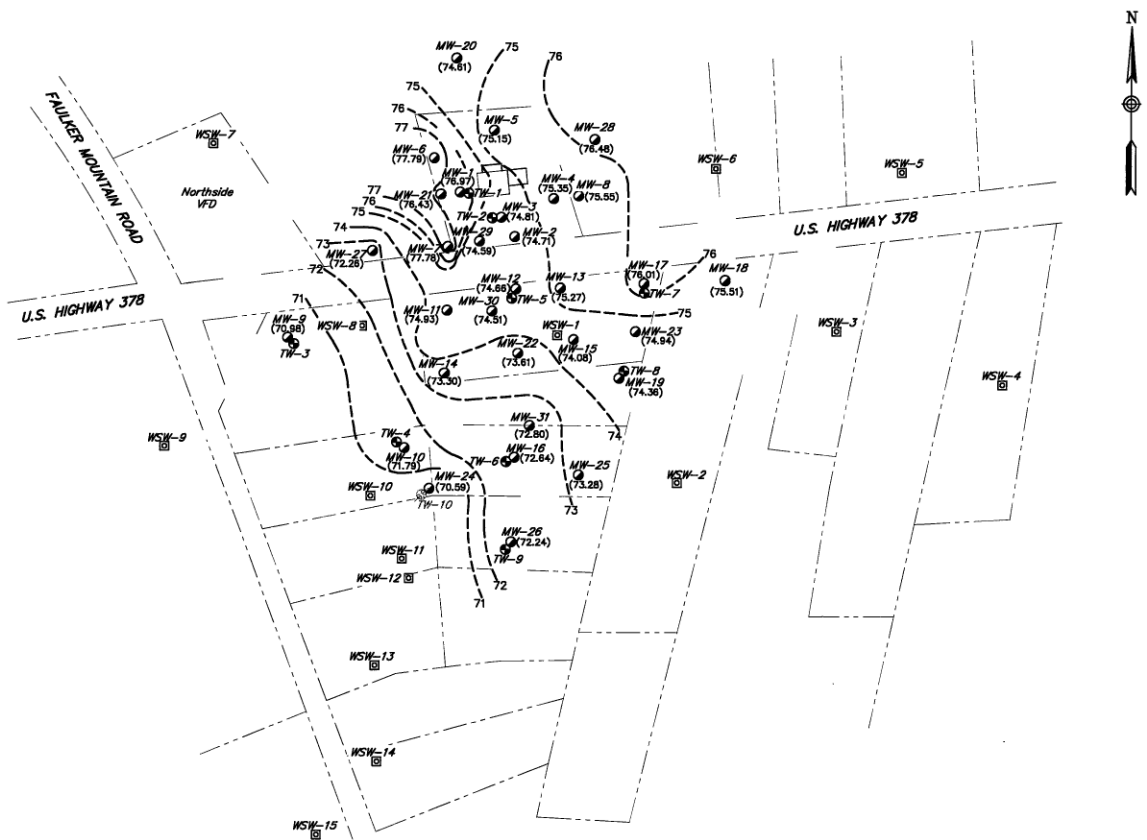 N
MW-20
(74.61)
75
76
75
76
77
MW-5
(75.15)
MW-28
(76.48)
FAULKER MOUNTAIN ROAD
WSW-7
MW-6
(77.79)
WSW-6
WSW-5
Northside
VFD
MW-1
(76.97)
TW-1
MW-4
(75.35)
MW-8
(75.55)
77
76
75
74
MW-21
(76.43)
TW-2
MW-3
(74.81)
MW-29
(74.59)
MW-2
(74.71)
U.S. HIGHWAY 378
73
72
71
MW-27
(72.26)
MW-7
(77.78)
76
MW-17
(76.01)
TW-7
MW-18
(75.51)
MW-12
(74.66)
TW-5
MW-13
(75.27)
U.S. HIGHWAY 378
MW-11
(74.93)
MW-30
(74.51)
75
WSW-8
MW-9
(70.98)
TW-3
WSW-1
MW-15
(74.08)
MW-23
(74.94)
WSW-3
MW-22
(73.61)
MW-14
(73.30)
TW-8
MW-19
(74.36)
WSW-4
MW-31
(72.80)
74
WSW-9
TW-4
MW-10
(71.79)
TW-6
MW-16
(72.64)
MW-25
(73.28)
WSW-2
MW-24
(70.59)
TW-10
WSW-10
73
MW-26
(72.24)
TW-9
WSW-11
WSW-12
72
71
WSW-13
WSW-14
WSW-15